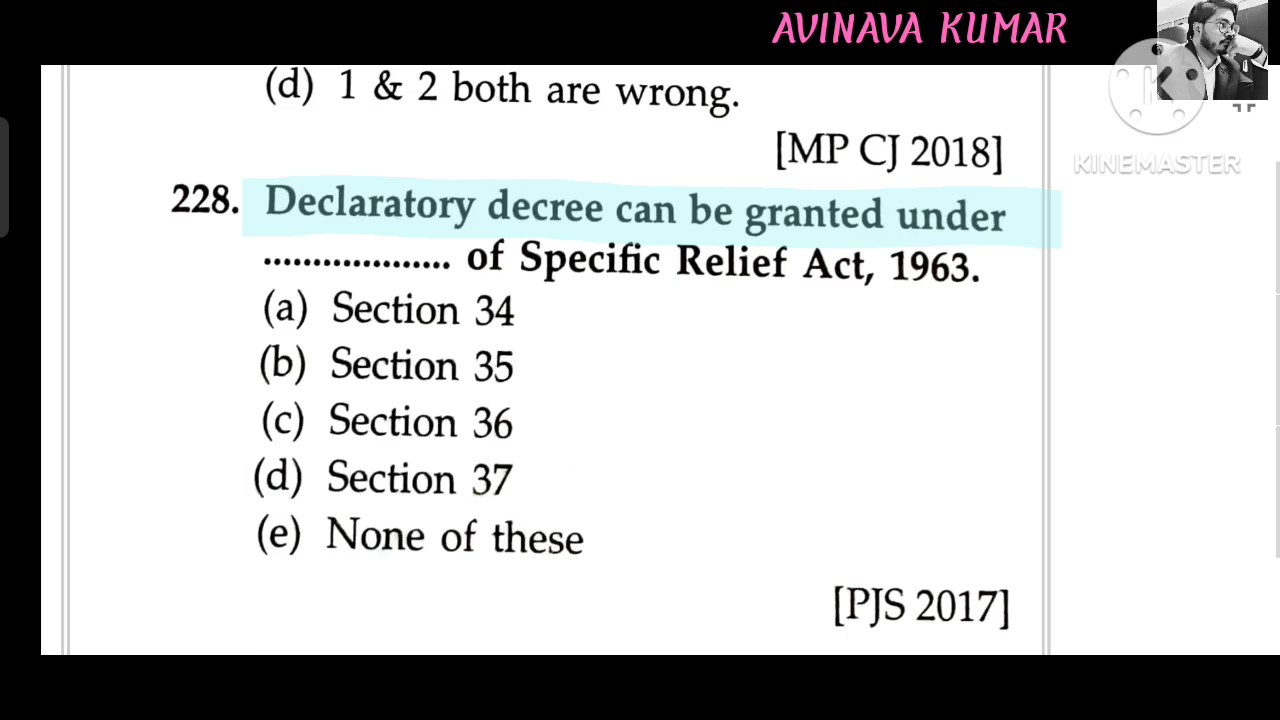 AVINAVA KUMAR
(d) 1 & 2 both are wrong.
[MP CJ 2018]
KINEMASTER
228. Declaratory decree can be granted under
................... of Specific Relief Act, 1963.
(a) Section 34
(b) Section 35
(c) Section 36
(d) Section 37
(e) None of these
[PJS 2017]